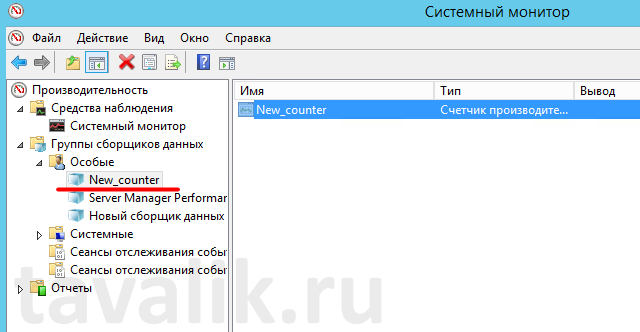 Системный монитор
Файл Действие Вид Окно Справка
Производительность
Средства наблюдения
Системный монитор
Группы сборщиков данных
Особые
New_counter
Server Manager Performar
Новый сборщик данных
Системные
Сеансы отслеживания собы
Сеансы отслеживания собы
Отчеты
Имя Тип Вывод
New_counter Счетчик производите...
tavalik.ru